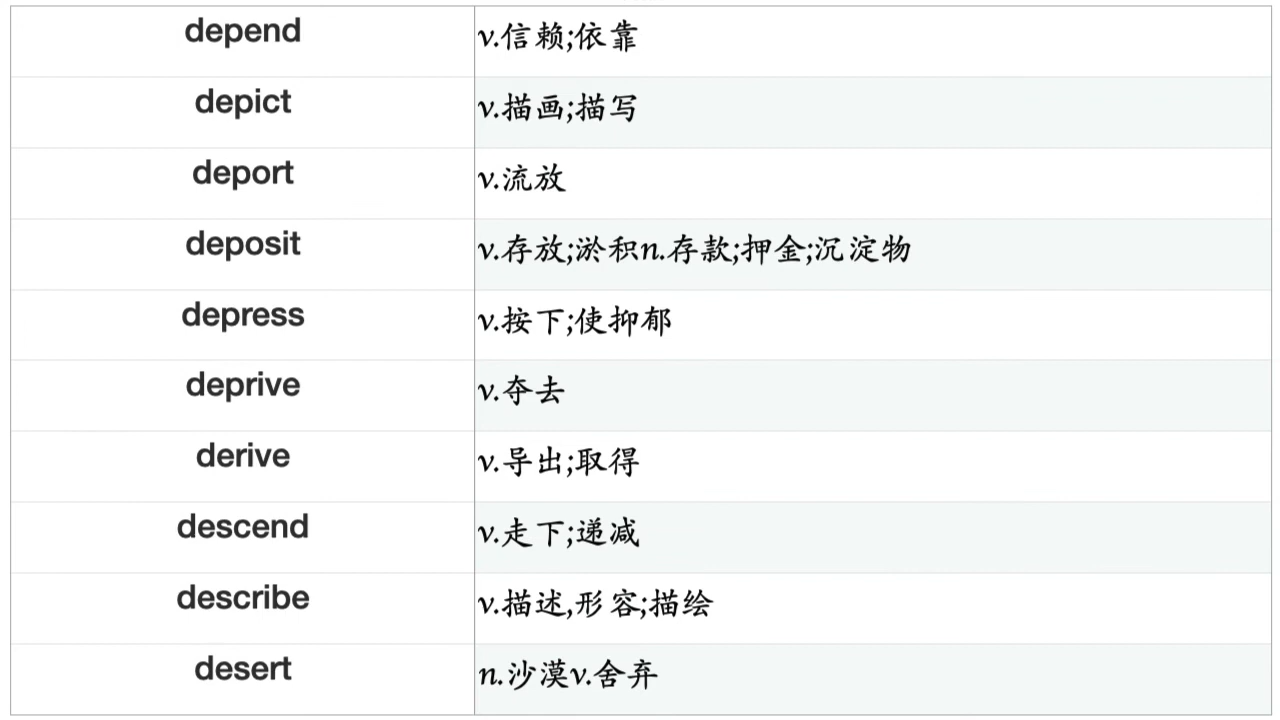 depend v.信赖;依靠
depict v.描画;描写
deport v.流放
deposit v.存放;淤积n.存款;押金;沉淀物
depress v.按下;使抑郁
deprive v.夺去
derive v.导出;取得
descend v.走下;递减
describe v.描述,形容;描绘
desert n.沙漠v.舍弃